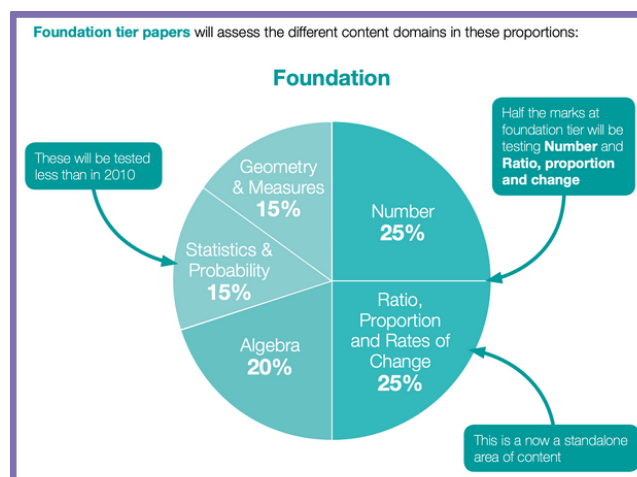 Foundation tier papers will assess the different content domains in these proportions:
Foundation
Half the marks at
foundation tier will be
testing Number and
Ratio, proportion
and change
These will be tested
less than in 2010
Geometry
& Measures
15%
Number
25%
Statistics &
Probability
15%
Ratio,
Proportion
and Rates of
Change
25%
Algebra
20%
This is a now a standalone
area of content